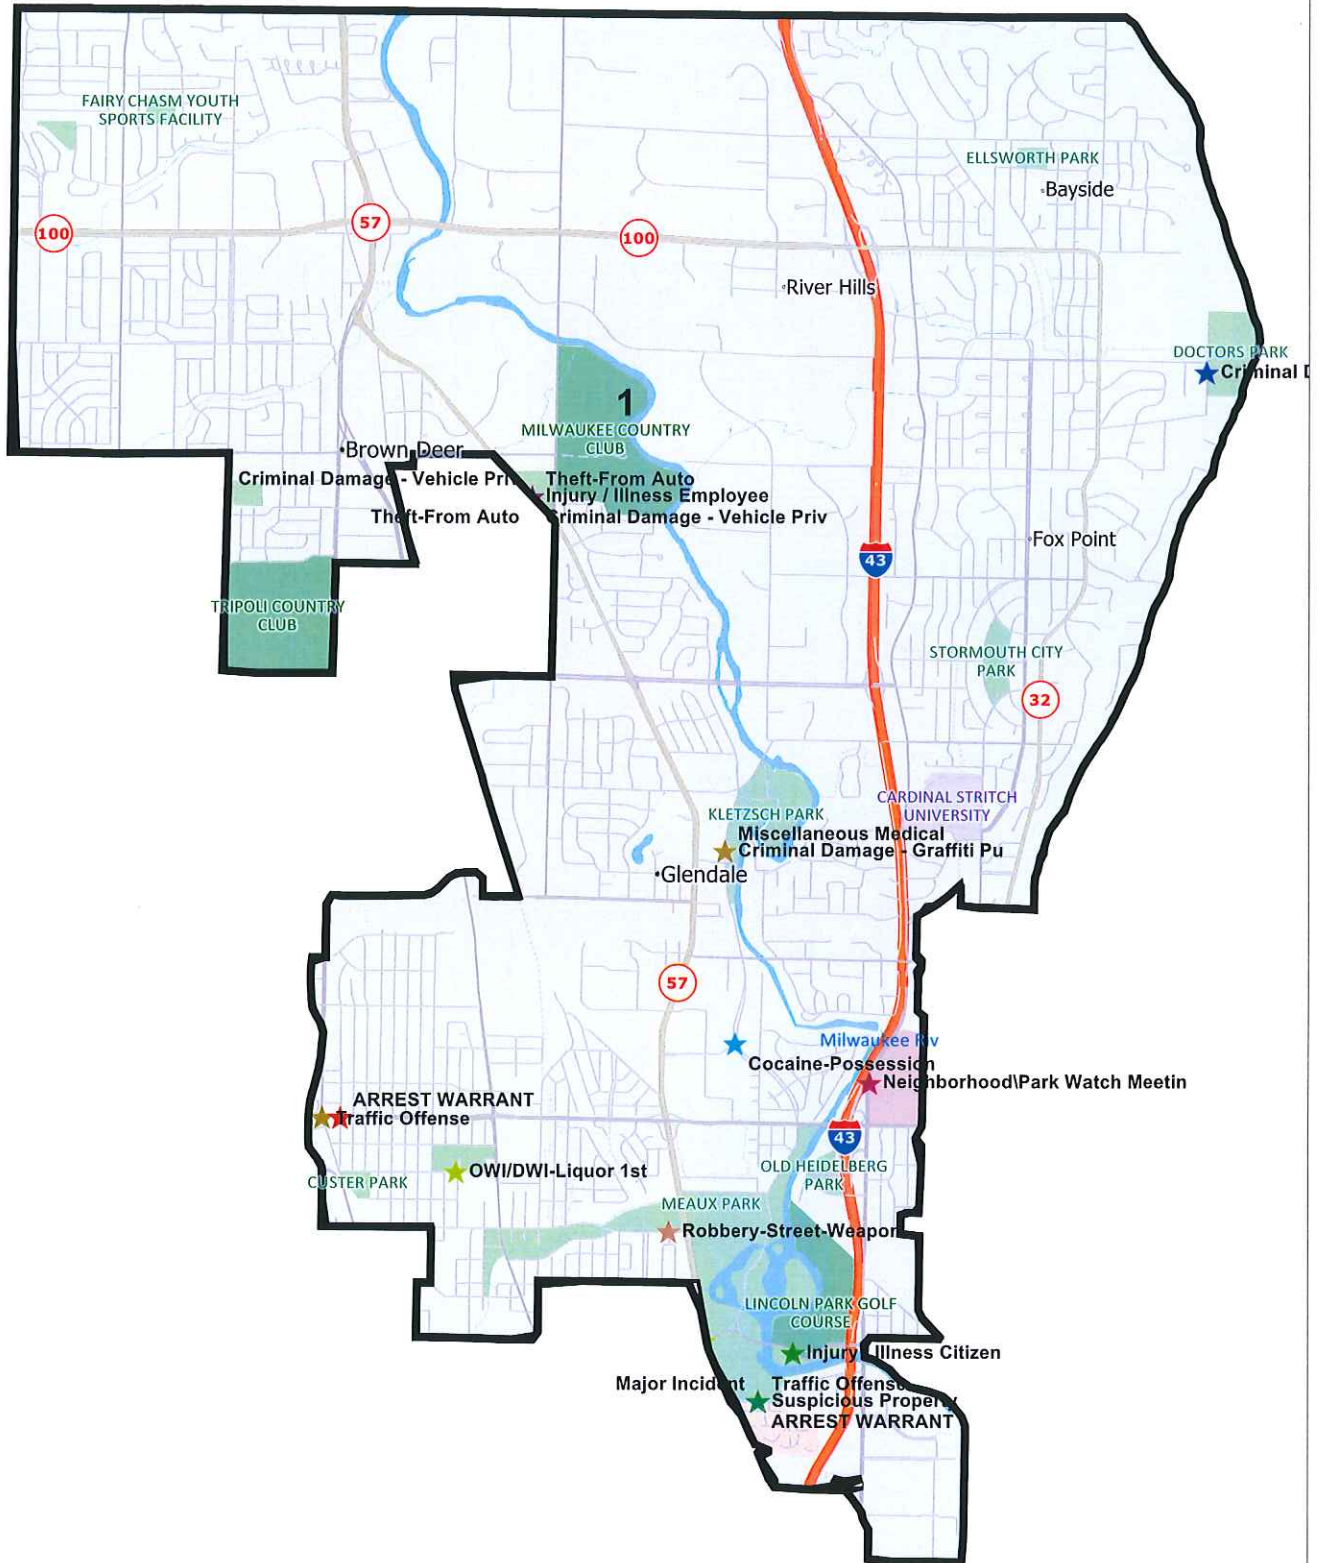 FAIRY CHASM YOUTH
SPORTS FACILITY
ELLSWORTH PARK
Bayside
57
100
100
River Hills
DOCTORS PARK
Criminal D
1
MILWAUKEE COUNTRY
CLUB
Brown Deer
Criminal Damage - Vehicle Priv
Theft-From Auto
Injury / Illness Employee
Theft-From Auto
Criminal Damage - Vehicle Priv
Fox Point
43
TRIPOLI COUNTRY
CLUB
STORMOUTH CITY
PARK
32
CARDINAL STRITCH
UNIVERSITY
KLETZSCH PARK
Miscellaneous Medical
Criminal Damage - Graffiti Pu
Glendale
57
Milwaukee Riv
Cocaine-Possession
Neighborhood\Park Watch Meetin
ARREST WARRANT
Traffic Offense
43
OWI/DWI-Liquor 1st
OLD HEIDELBERG
PARK
CUSTER PARK
MEAUX PARK
Robbery-Street-Weapon
LINCOLN PARK GOLF
COURSE
Injury / Illness Citizen
Major Incident
Traffic Offense
Suspicious Property
ARREST WARRANT